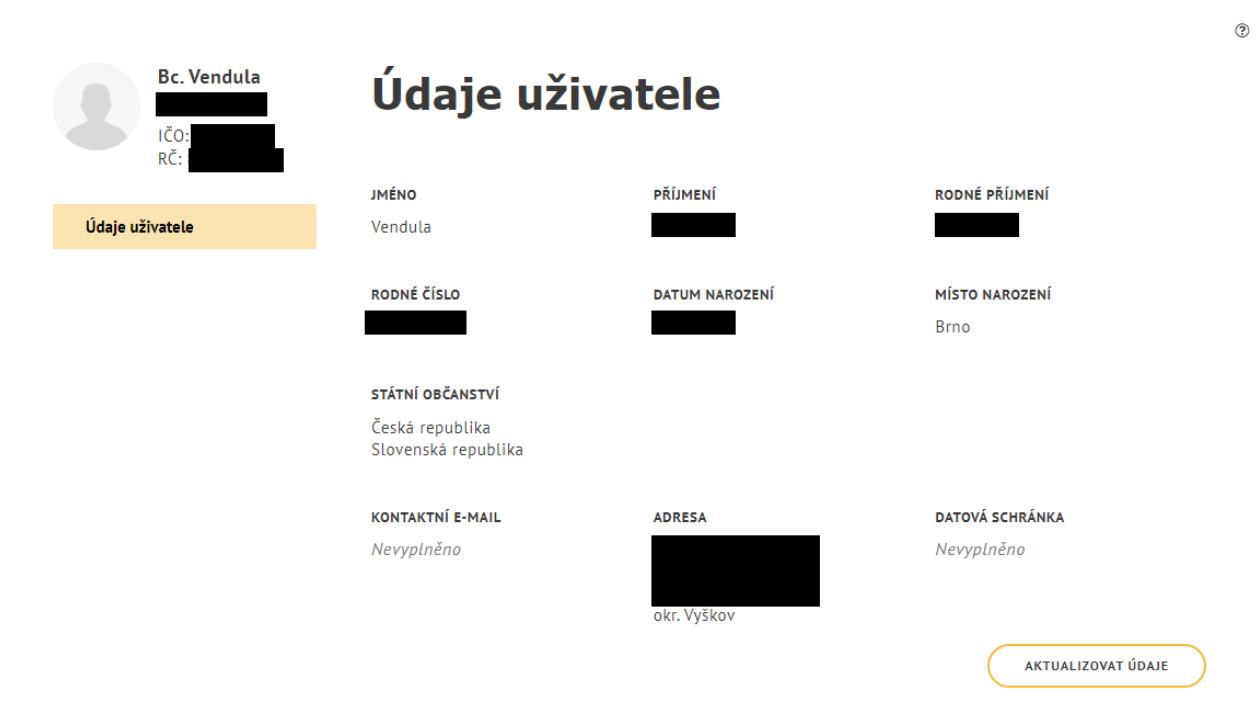 Bc. Vendula
IČO:
RČ:
Údaje uživatele
Údaje uživatele
JMÉNO
Vendula
PŘÍJMENÍ
RODNÉ PŘÍJMENÍ
RODNÉ ČÍSLO
DATUM NAROZENÍ
MÍSTO NAROZENÍ
Brno
STÁTNÍ OBČANSTVÍ
Česká republika
Slovenská republika
KONTAKTNÍ E-MAIL
Nevyplněno
ADRESA
okr. Vyškov
DATOVÁ SCHRÁNKA
Nevyplněno
AKTUALIZOVAT ÚDAJE